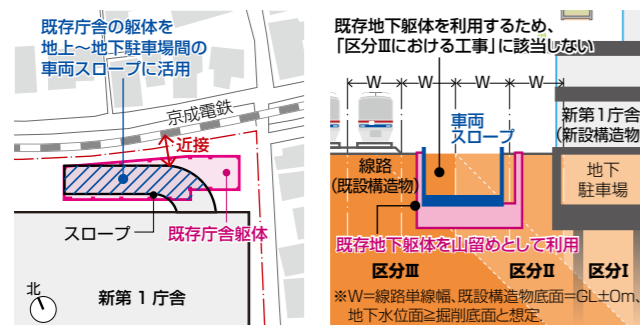 既存庁舎の躯体を
地上～地下駐車場間の
車両スロープに活用
京成電鉄
近接
スロープ
既存庁舎躯体
北
新第1庁舎
既存地下躯体を利用するため、
「区分Ⅲにおける工事」に該当しない
W
W
W
W
車両
スロープ
新第1庁舎
(新設構造物)
線路
(既設構造物)
地下
駐車場
既存地下躯体を山留めとして利用
区分Ⅲ
区分Ⅱ
区分Ⅰ
※W=線路単線幅、既設構造物底面=GL±0m、
地下水位面≧掘削底面と想定